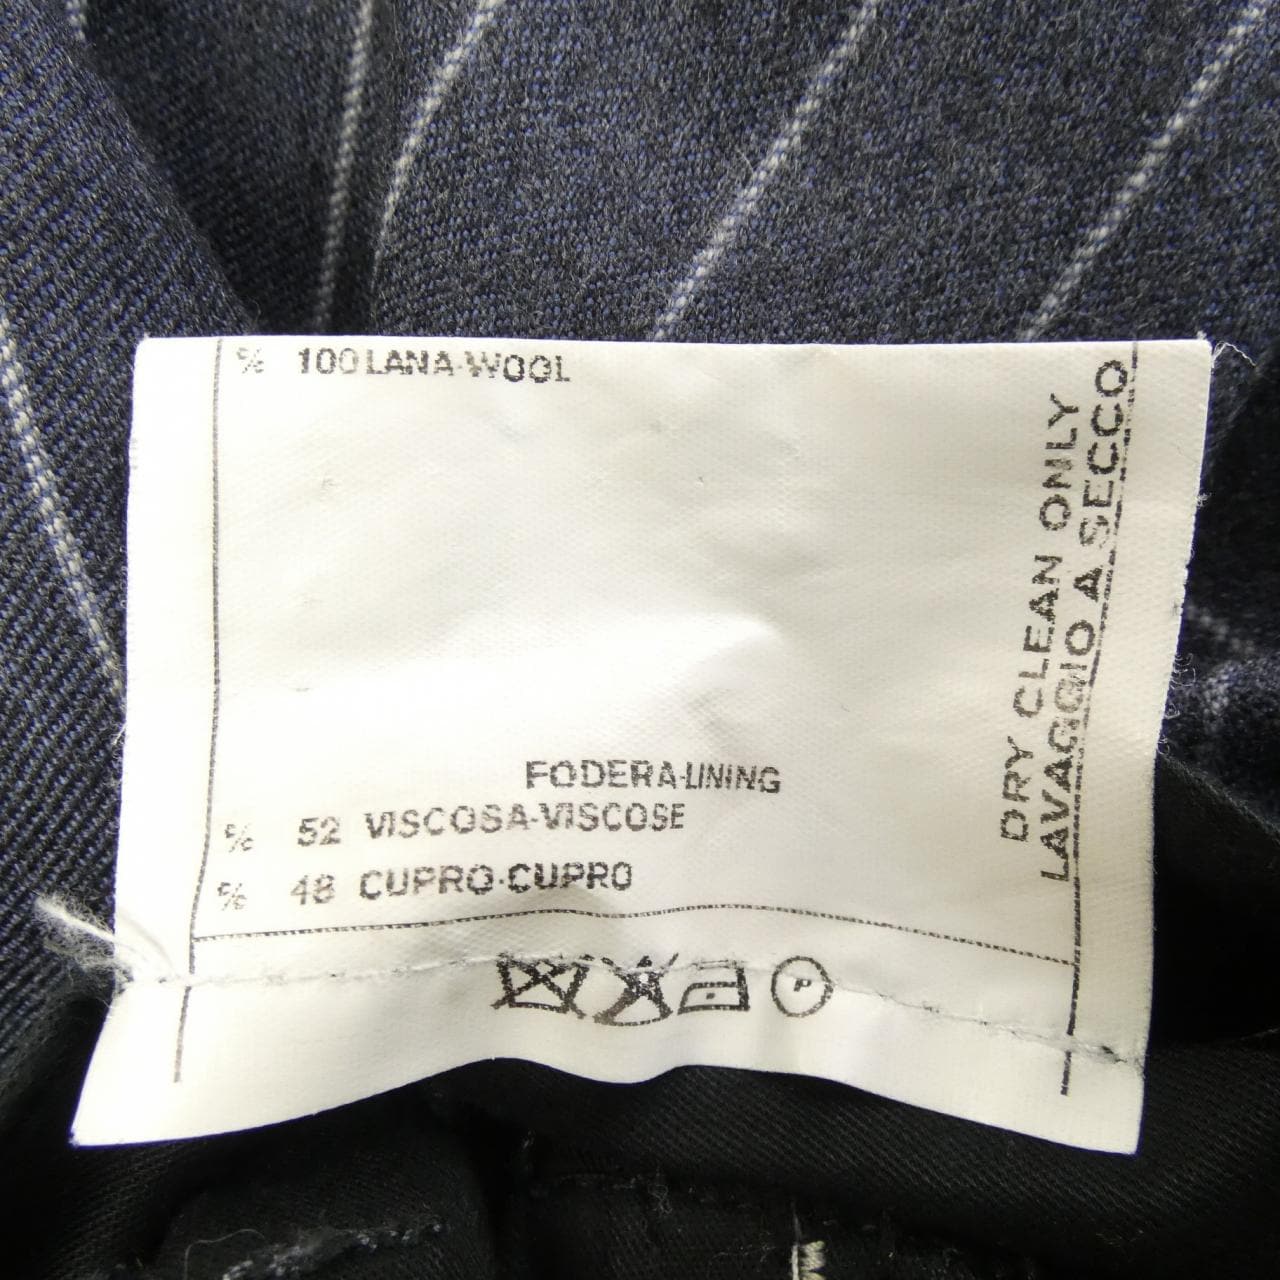 % 100 LANA-WOOL
FODERA-LINING
% 52 VISCOSA-VISCOSE
% 48 CUPRO-CUPRO
P
DRY CLEAN ONLY
LAVAGGIO A SECCO